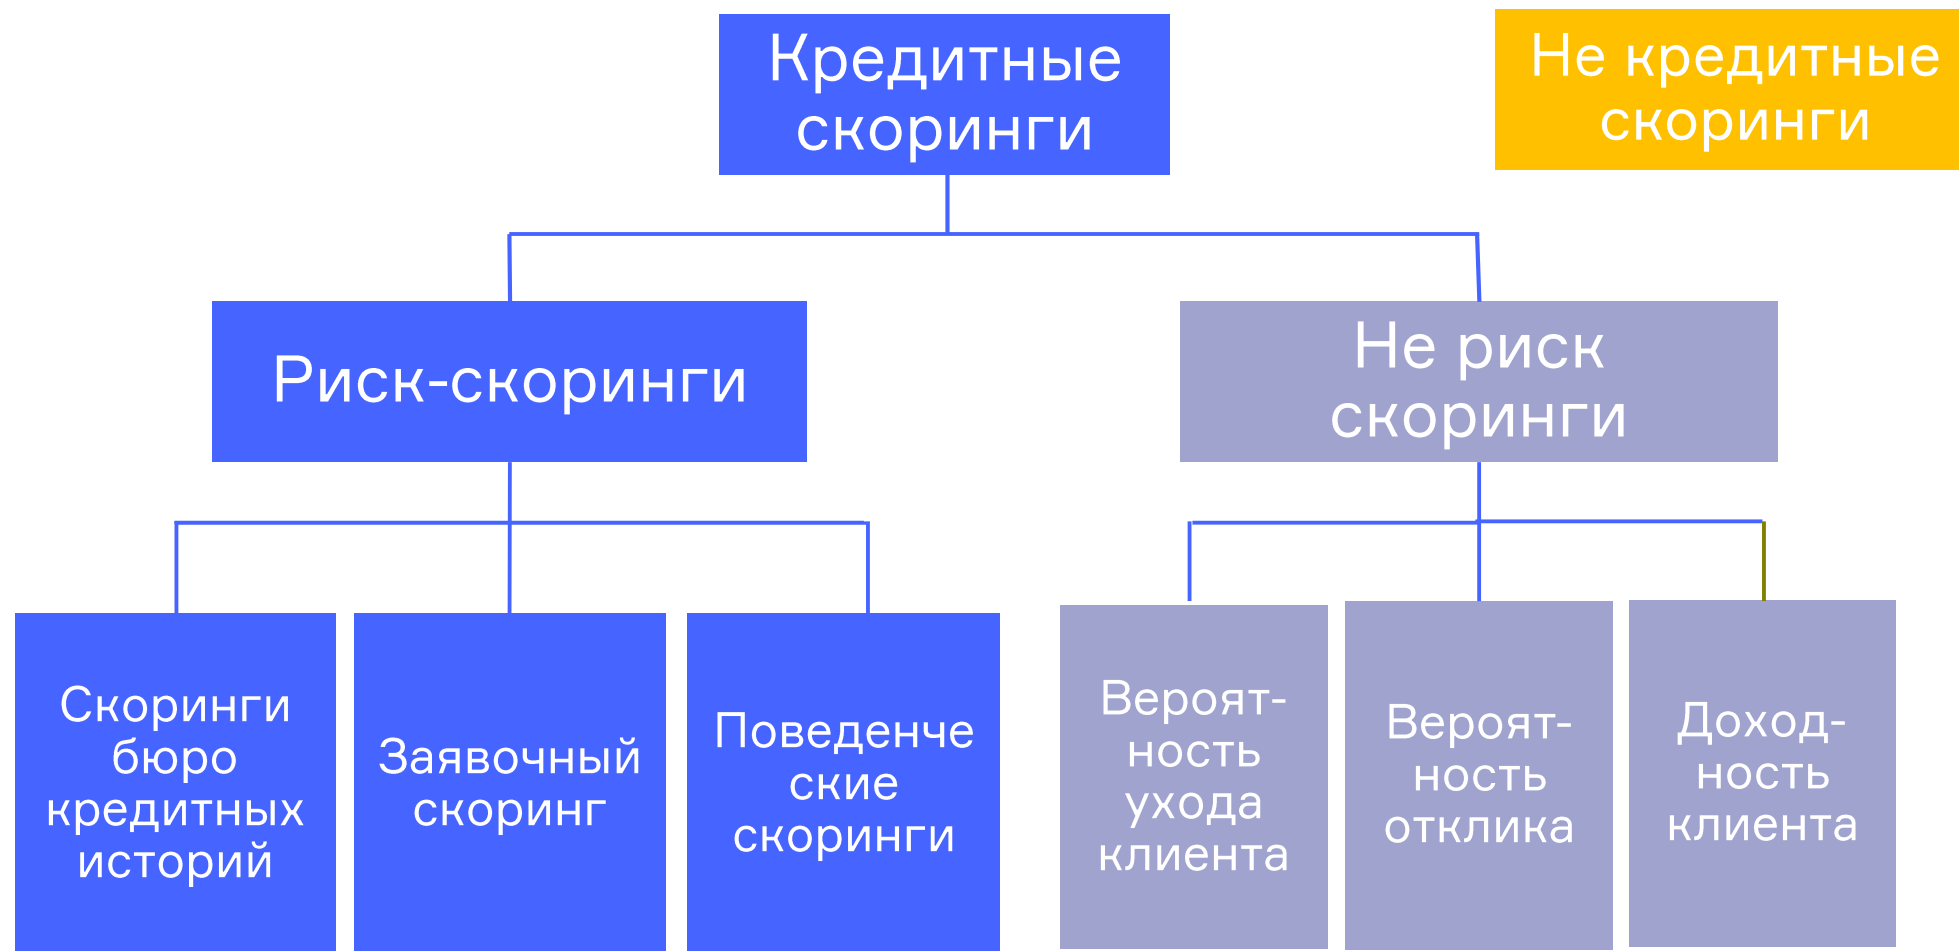 Кредитные
скоринги
Не кредитные
скоринги
Риск-скоринги
Не риск
скоринги
Скоринги
бюро
кредитных
историй
Заявочный
скоринг
Поведенче
ские
скоринги
Вероят-
ность
ухода
клиента
Вероят-
ность
отклика
Доход-
ность
клиента